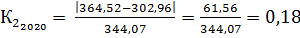 К₂₂₀₂₀ = |364,52−302,96| / 344,07 = 61,56 / 344,07 = 0,18